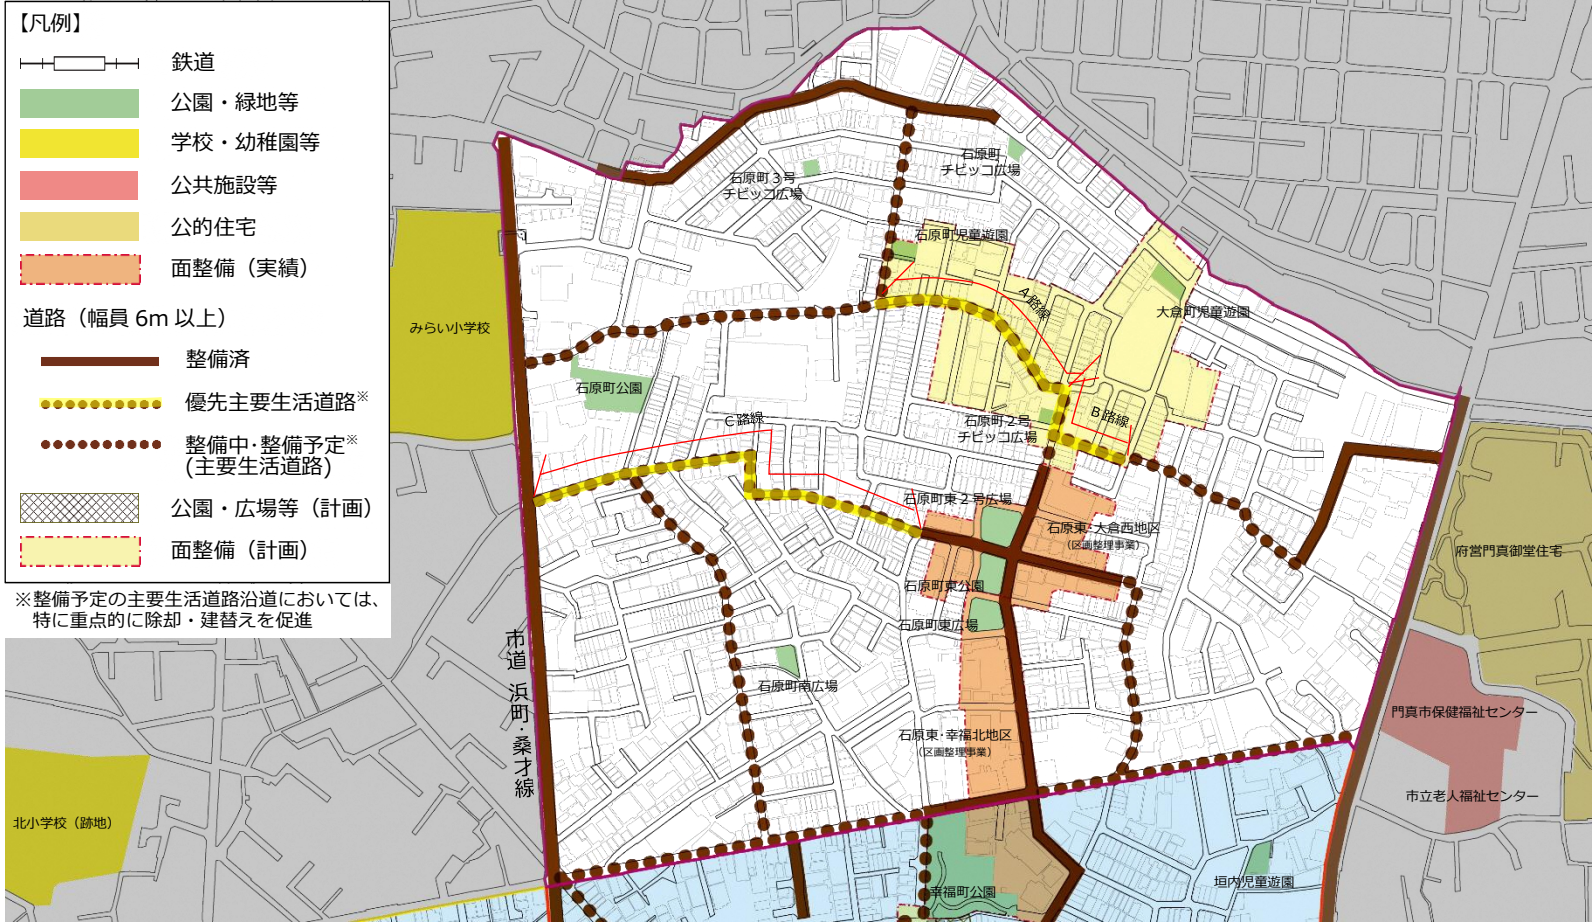 【凡例】
鉄道
公園・緑地等
学校・幼稚園等
公共施設等
公的住宅
面整備（実績）
道路（幅員 6m 以上）
整備済
優先主要生活道路※
整備中・整備予定※
(主要生活道路)
公園・広場等（計画）
面整備（計画）
※整備予定の主要生活道路沿道においては、
特に重点的に除却・建替えを促進
石原町
チビッコ広場
石原町３号
チビッコ広場
石原町児童遊園
A路線
大倉町児童遊園
みらい小学校
石原町公園
C路線
石原町２号
チビッコ広場
B路線
石原町東２号広場
石原東・大倉西地区
（区画整理事業）
府営門真御堂住宅
石原町東公園
石原町東広場
市道 浜町・桑才線
石原町南広場
石原東・幸福北地区
（区画整理事業）
門真市保健福祉センター
市立老人福祉センター
北小学校（跡地）
幸福町公園
垣内児童遊園